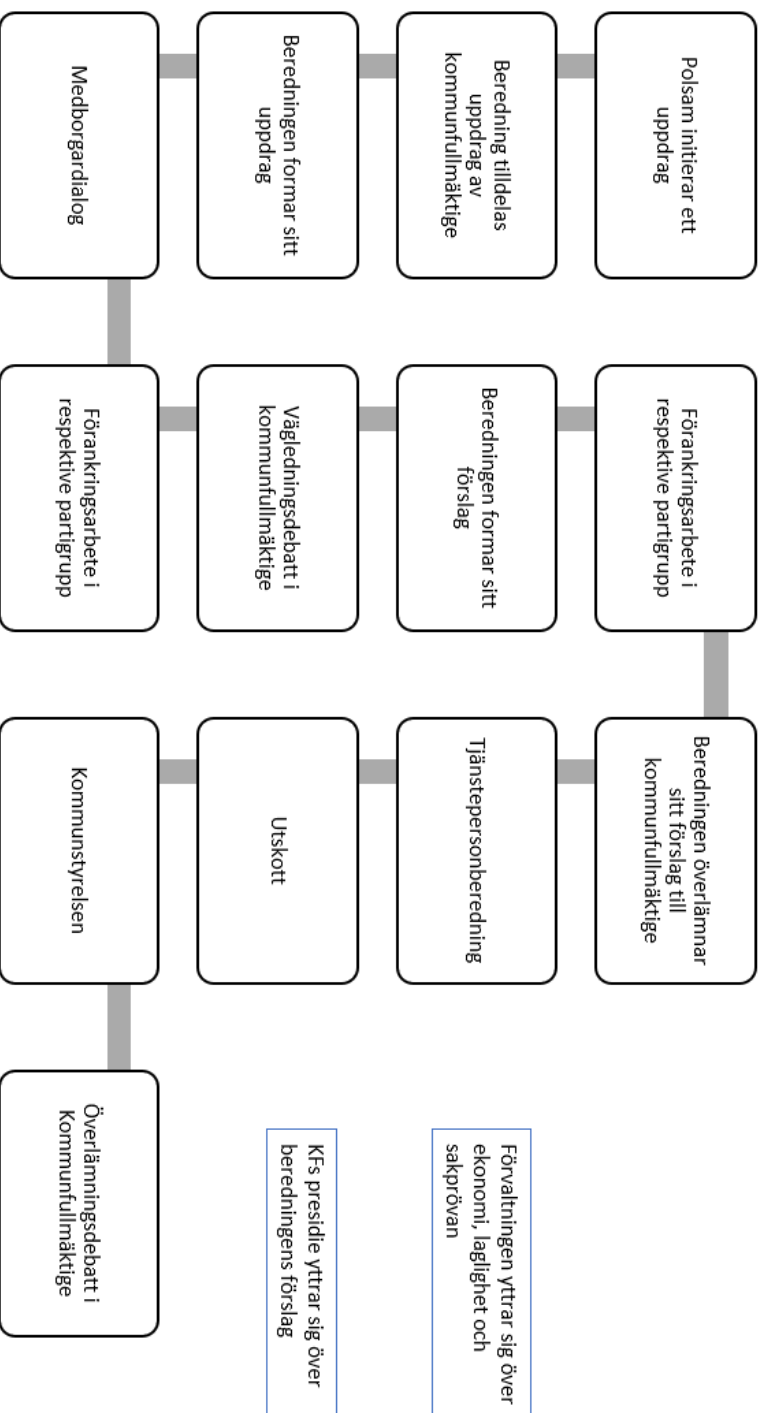 Polsam initierar ett
uppdrag
Beredning tilldelas
uppdrag av
kommunfullmäktige
Beredningen formar sitt
uppdrag
Medborgardialog
Förankringsarbete i
respektive partigrupp
Vägledningsdebatt i
kommunfullmäktige
Beredningen formar sitt
förslag
Förankringsarbete i
respektive partigrupp
Beredningen överlämnar
sitt förslag till
kommunfullmäktige
Tjänstepersonberedning
Utskott
Kommunstyrelsen
Överlämningsdebatt i
Kommunfullmäktige
Förvaltningen yttrar sig över
ekonomi, laglighet och
sakprövan
KFs presidie yttrar sig över
beredningens förslag